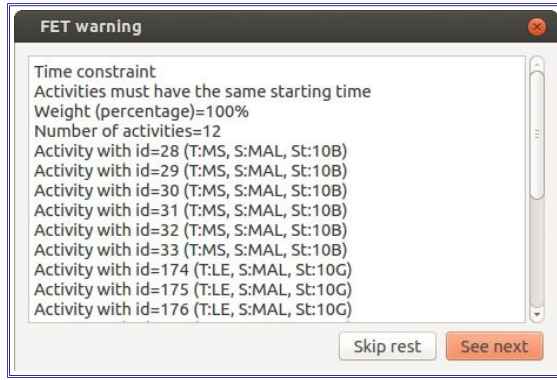 FET warning
Time constraint
Activities must have the same starting time
Weight (percentage)=100%
Number of activities=12
Activity with id=28 (T:MS, S:MAL, St:10B)
Activity with id=29 (T:MS, S:MAL, St:10B)
Activity with id=30 (T:MS, S:MAL, St:10B)
Activity with id=31 (T:MS, S:MAL, St:10B)
Activity with id=32 (T:MS, S:MAL, St:10B)
Activity with id=33 (T:MS, S:MAL, St:10B)
Activity with id=174 (T:LE, S:MAL, St:10G)
Activity with id=175 (T:LE, S:MAL, St:10G)
Activity with id=176 (T:LE, S:MAL, St:10G)
Skip rest
See next